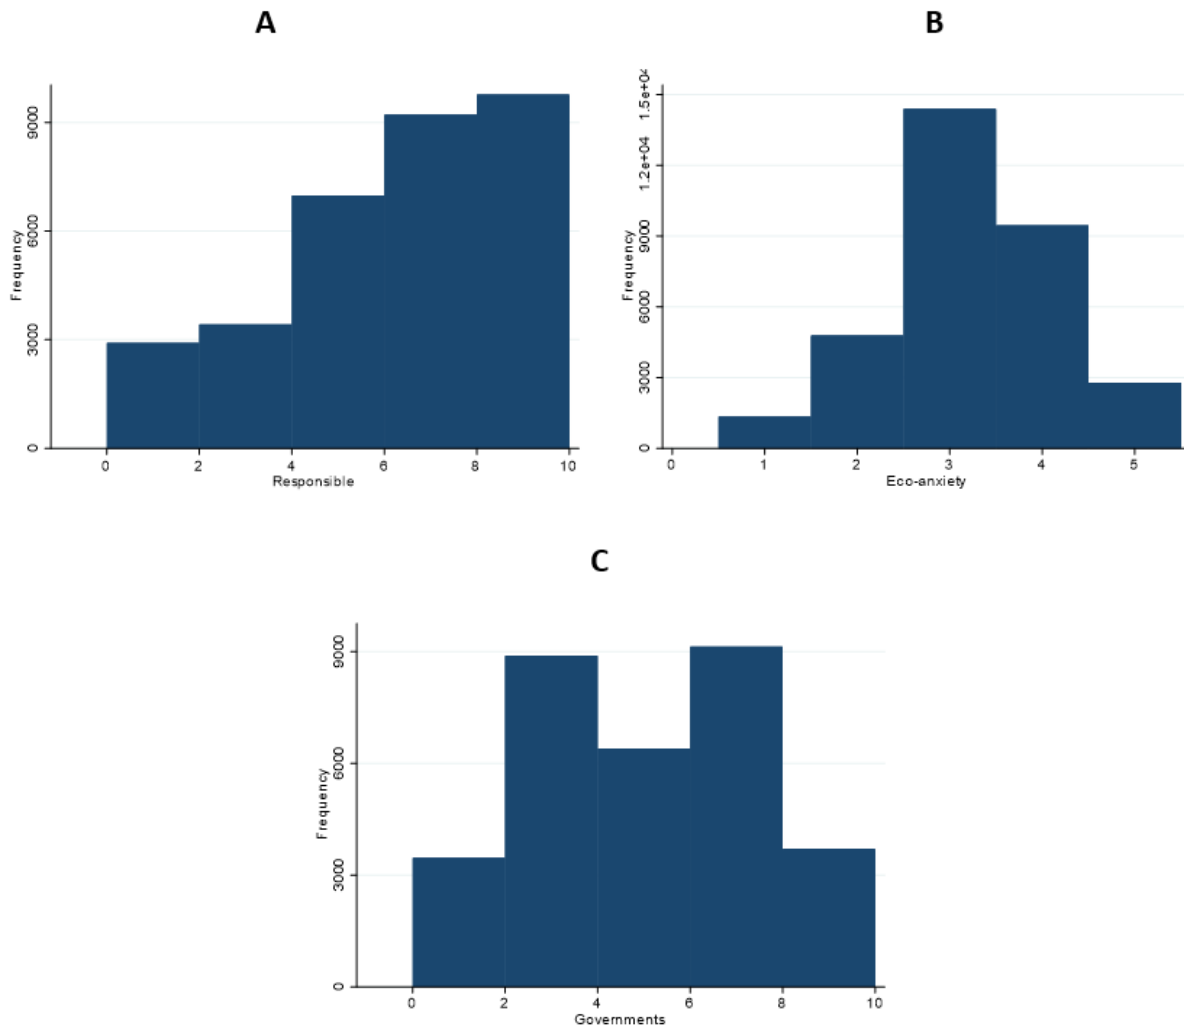 A
Frequency
9000
6000
3000
0
0 2 4 6 8 10
Responsible
B
Frequency
1.5e+04
1.2e+04
9000
6000
3000
0
0 1 2 3 4 5
Eco-anxiety
C
Frequency
9000
6000
3000
0
0 2 4 6 8 10
Governments